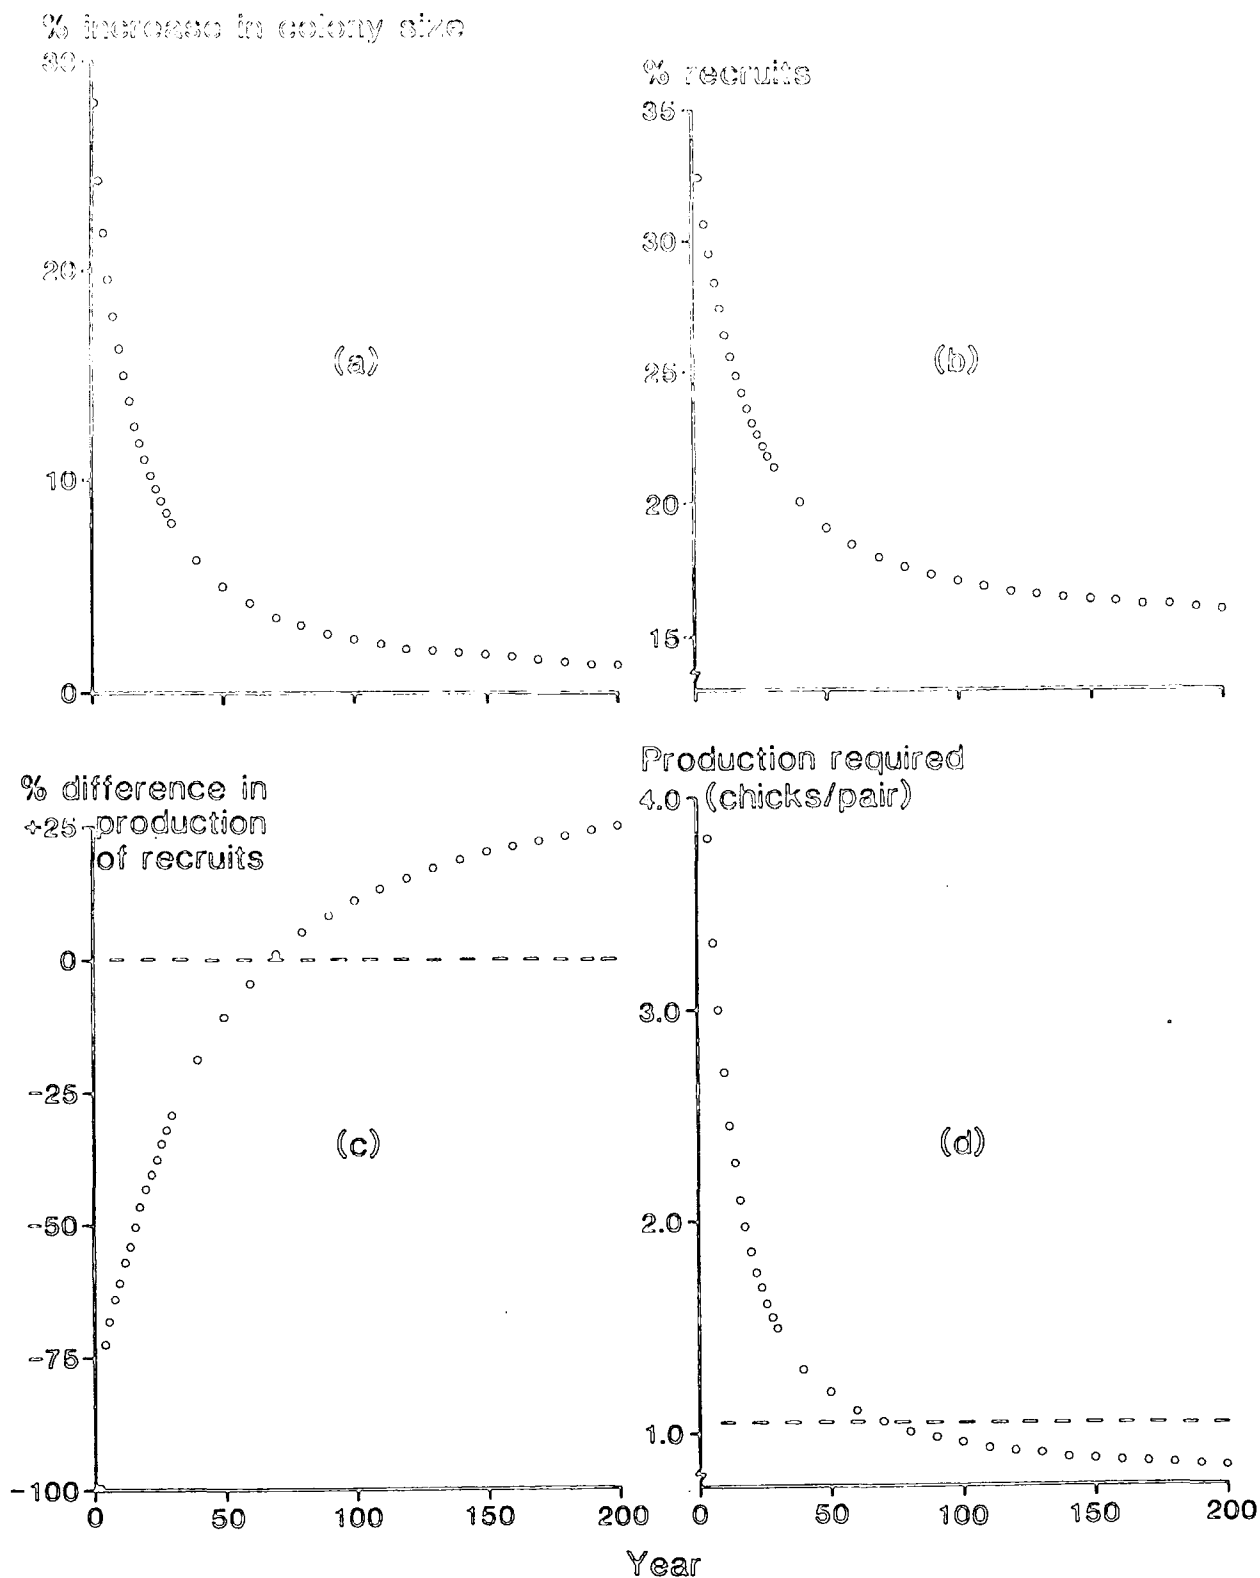 % increase in colony size
30
20
10
0
(a)
% recruits
35
30
25
20
15
(b)
% difference in
production
of recruits
+25
0
-25
-50
-75
-100
(c)
0 50 100 150 200
Production required
(chicks/pair)
4.0
3.0
2.0
1.0
(d)
0 50 100 150 200
Year